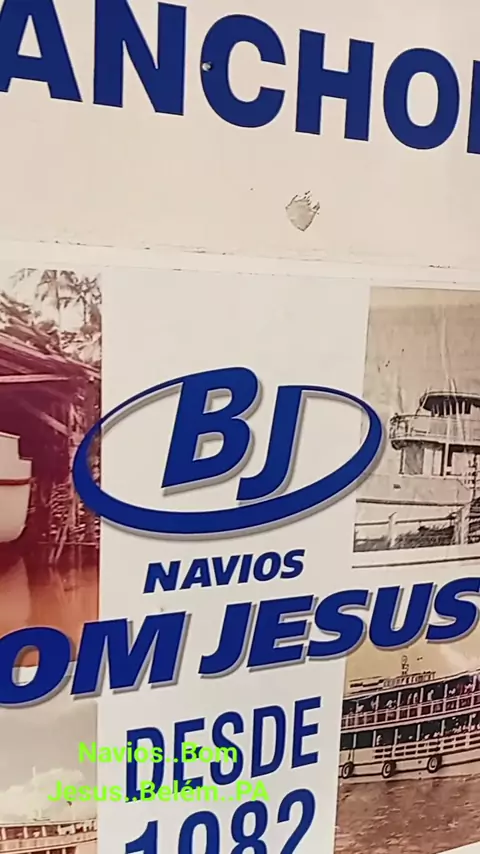 ANCHO
BJ
NAVIOS
OM JESUS
DESDE
1982
Navios..Bom
Jesus..Belém..PA